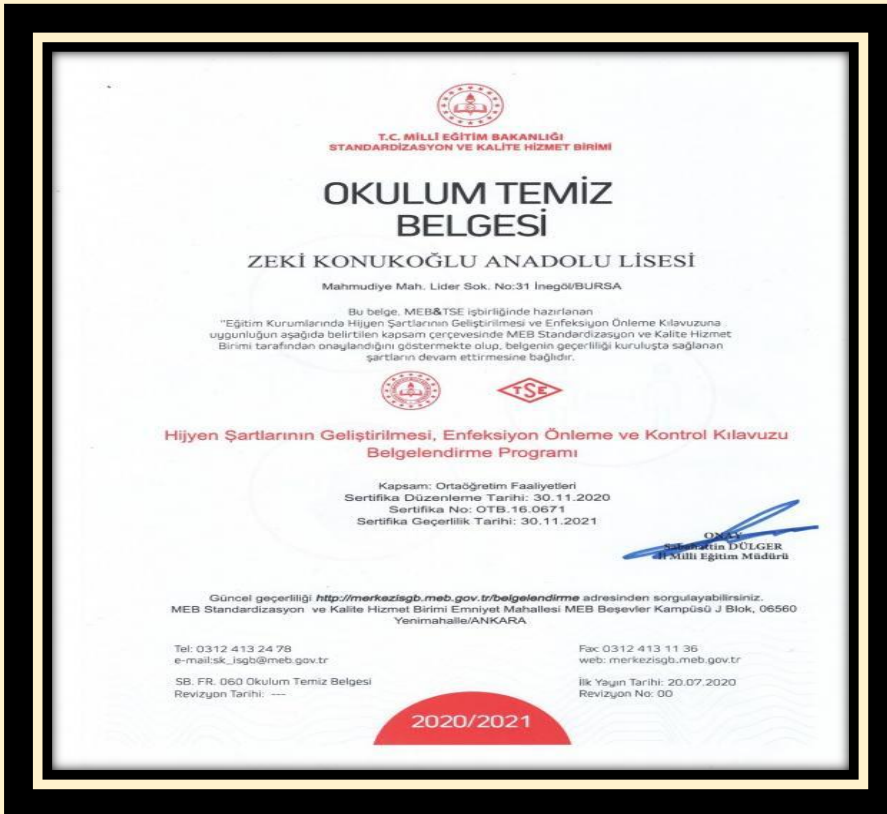 T.C. MİLLÎ EĞİTİM BAKANLIĞI
STANDARDİZASYON VE KALİTE HİZMET BİRİMİ
OKULUM TEMİZ
BELGESİ
ZEKİ KONUKOĞLU ANADOLU LİSESİ
Mahmudiye Mah. Lider Sok. No:31 İnegöl/BURSA
Bu belge, MEB&TSE işbirliğinde hazırlanan
"Eğitim Kurumlarında Hijyen Şartlarının Geliştirilmesi ve Enfeksiyon Önleme Kılavuzuna
uygunluğun aşağıda belirtilen kapsam çerçevesinde MEB Standardizasyon ve Kalite Hizmet
Birimi tarafından onaylandığını göstermekte olup, belgenin geçerliliği kuruluşta sağlanan
şartların devam ettirmesine bağlıdır.
TSE
Hijyen Şartlarının Geliştirilmesi, Enfeksiyon Önleme ve Kontrol Kılavuzu
Belgelendirme Programı
Kapsam: Ortaöğretim Faaliyetleri
Sertifika Düzenleme Tarihi: 30.11.2020
Sertifika No: OTB.16.0671
Sertifika Geçerlilik Tarihi: 30.11.2021
ONAY
Sabahattin DÜLGER
İl Milli Eğitim Müdürü
Güncel geçerliliği http://merkezisgb.meb.gov.tr/belgelendirme adresinden sorgulayabilirsiniz.
MEB Standardizasyon ve Kalite Hizmet Birimi Emniyet Mahallesi MEB Beşevler Kampüsü J Blok, 06560
Yenimahalle/ANKARA
Tel: 0312 413 24 78
e-mail:sk_isgb@meb.gov.tr
Fax: 0312 413 11 36
web: merkezisgb.meb.gov.tr
SB. FR. 060 Okulum Temiz Belgesi
Revizyon Tarihi: ---
İlk Yayın Tarihi: 20.07.2020
Revizyon No: 00
2020/2021